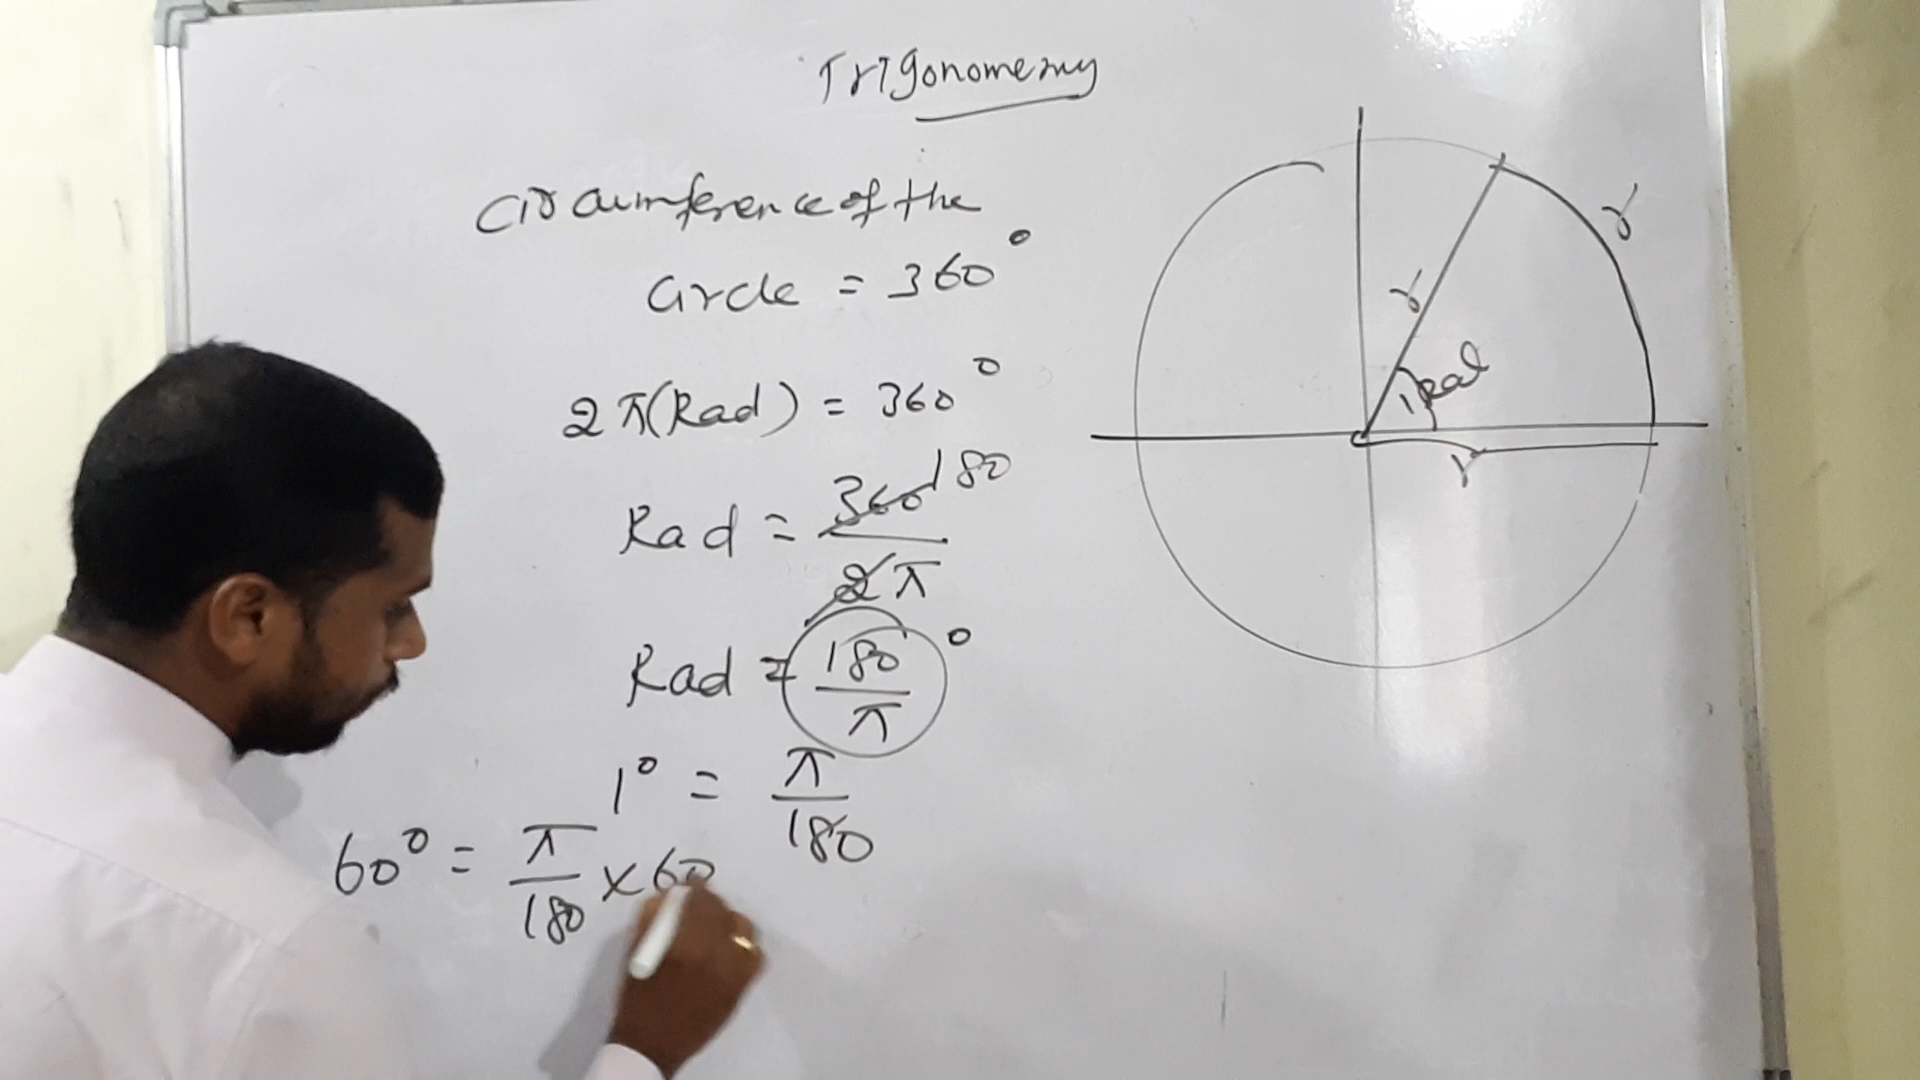 Trigonometry
Circumference of the
Circle = 360°
2π(Rad) = 360°
Rad = 360 180
2π
Rad = 180°
π
1° = π
180
60° = π × 60
180
r
r
1 Rad
r